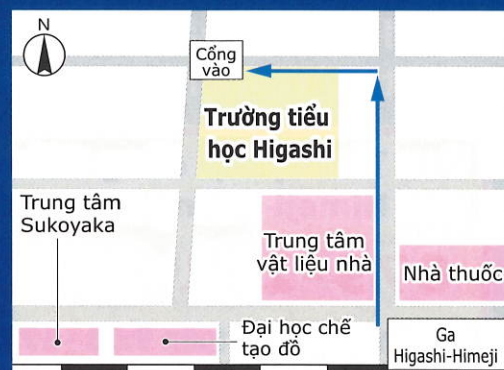 N
Cổng
vào
Trường tiểu
học Higashi
Trung tâm
Sukoyaka
Trung tâm
vật liệu nhà
Nhà thuốc
Đại học chế
tạo đồ
Ga
Higashi-Himeji